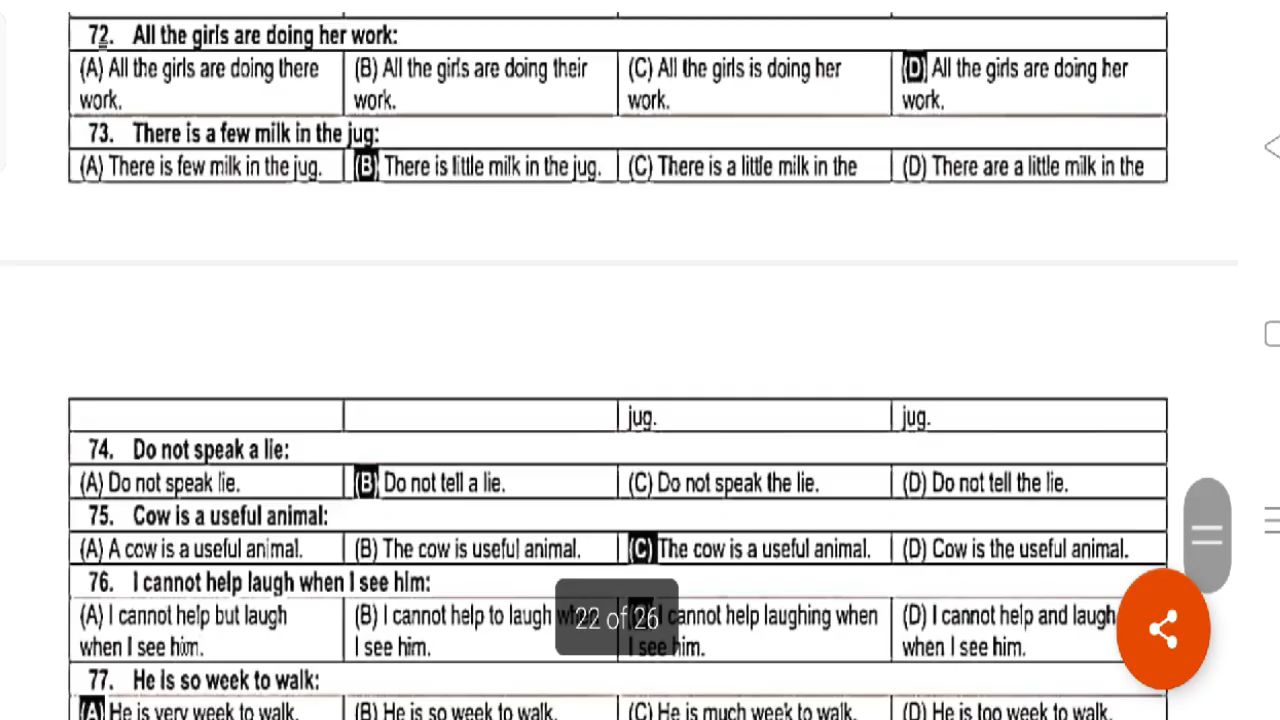 72. All the girls are doing her work:
(A) All the girls are doing there work.
(B) All the girls are doing their work.
(C) All the girls is doing her work.
(D) All the girls are doing her work.
73. There is a few milk in the jug:
(A) There is few milk in the jug.
(B) There is little milk in the jug.
(C) There is a little milk in the
(D) There are a little milk in the
jug.
jug.
74. Do not speak a lie:
(A) Do not speak lie.
(B) Do not tell a lie.
(C) Do not speak the lie.
(D) Do not tell the lie.
75. Cow is a useful animal:
(A) A cow is a useful animal.
(B) The cow is useful animal.
(C) The cow is a useful animal.
(D) Cow is the useful animal.
76. I cannot help laugh when I see him:
(A) I cannot help but laugh when I see him.
(B) I cannot help to laugh when I see him.
I cannot help laughing when I see him.
(D) I cannot help and laugh when I see him.
22 of 26
77. He is so week to walk:
(A) He is very week to walk.
(B) He is so week to walk.
(C) He is much week to walk.
(D) He is too week to walk.